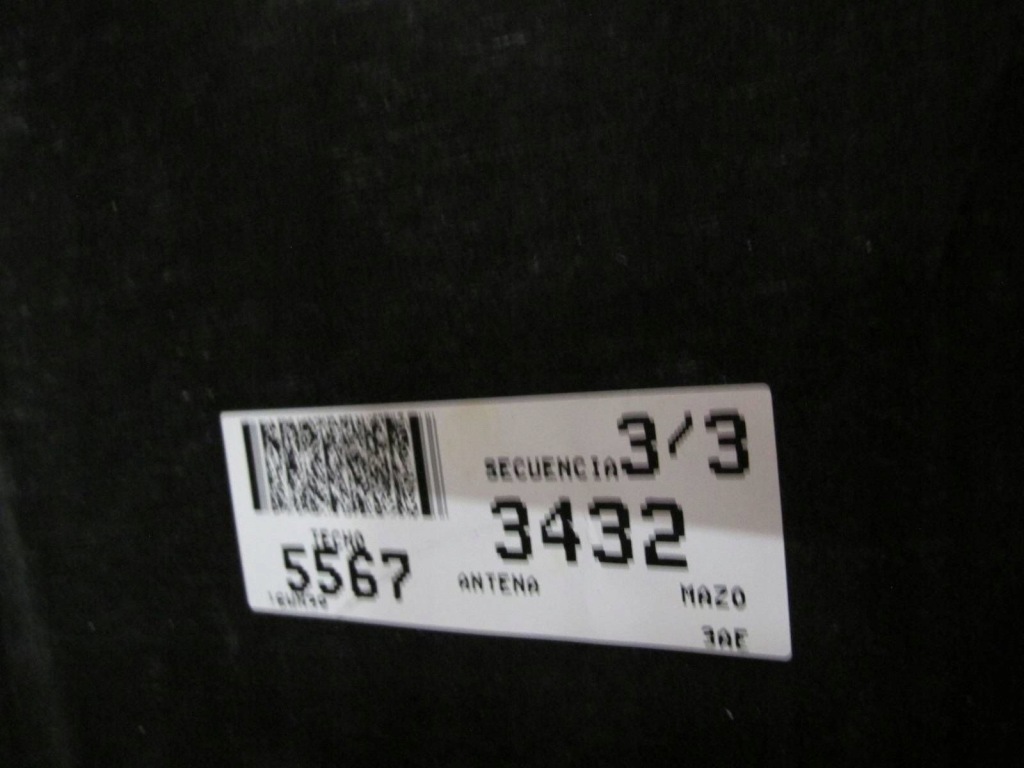 SECUENCIA 3/3
3432
TECHO
5567
ANTENA MAZO
3AE